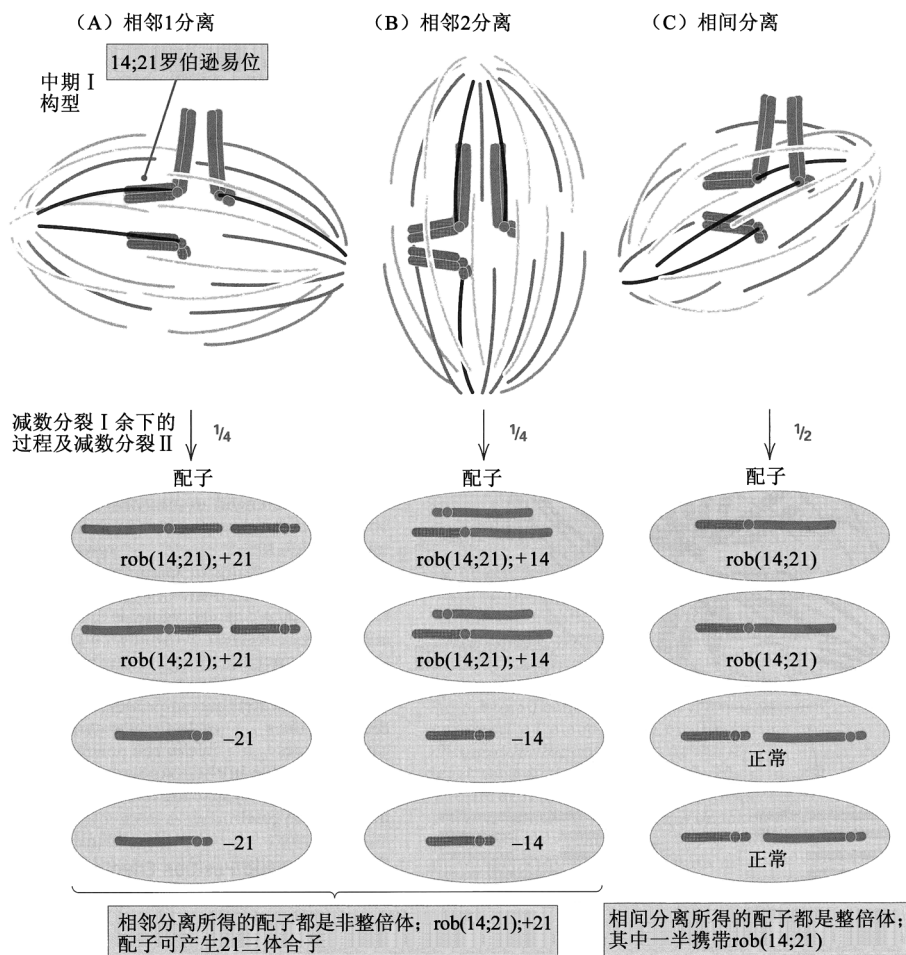 （A）相邻1分离
（B）相邻2分离
（C）相间分离
14;21罗伯逊易位
中期Ⅰ
构型
减数分裂Ⅰ余下的
过程及减数分裂Ⅱ
1/4
1/4
1/2
配子
配子
配子
rob(14;21);+21
rob(14;21);+14
rob(14;21)
rob(14;21);+21
rob(14;21);+14
rob(14;21)
–21
–14
正常
–21
–14
正常
相邻分离所得的配子都是非整倍体；rob(14;21);+21
配子可产生21三体合子
相间分离所得的配子都是整倍体；
其中一半携带rob(14;21)